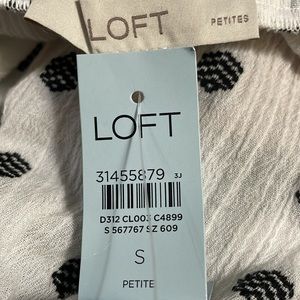 LOFT PETITES
LOFT
31455879 3J
D312 CL003 C4899
S 567767 SZ 609
S
PETITE